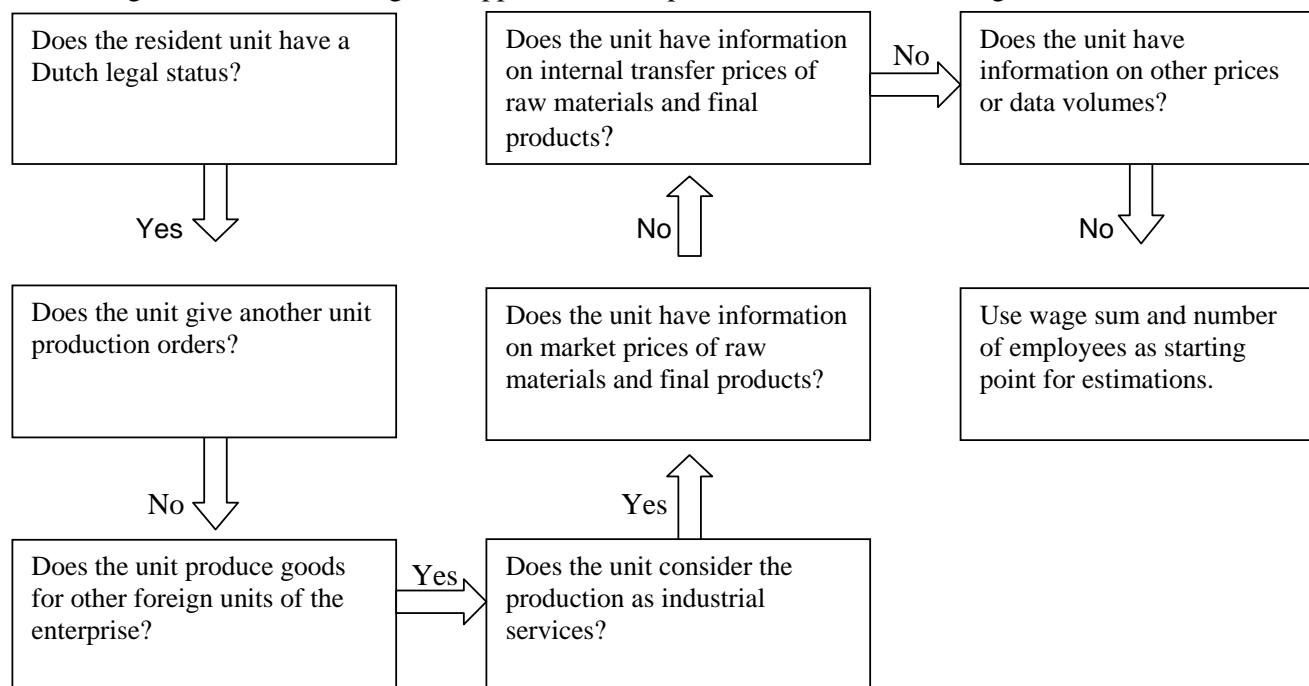 Does the resident unit have a
Dutch legal status?
Yes
Does the unit give another unit
production orders?
No
Does the unit produce goods
for other foreign units of the
enterprise?
Yes
Does the unit consider the
production as industrial
services?
Yes
Does the unit have information
on market prices of raw
materials and final products?
No
Does the unit have information
on internal transfer prices of
raw materials and final
products?
No
Does the unit have
information on other prices
or data volumes?
No
Use wage sum and number
of employees as starting
point for estimations.